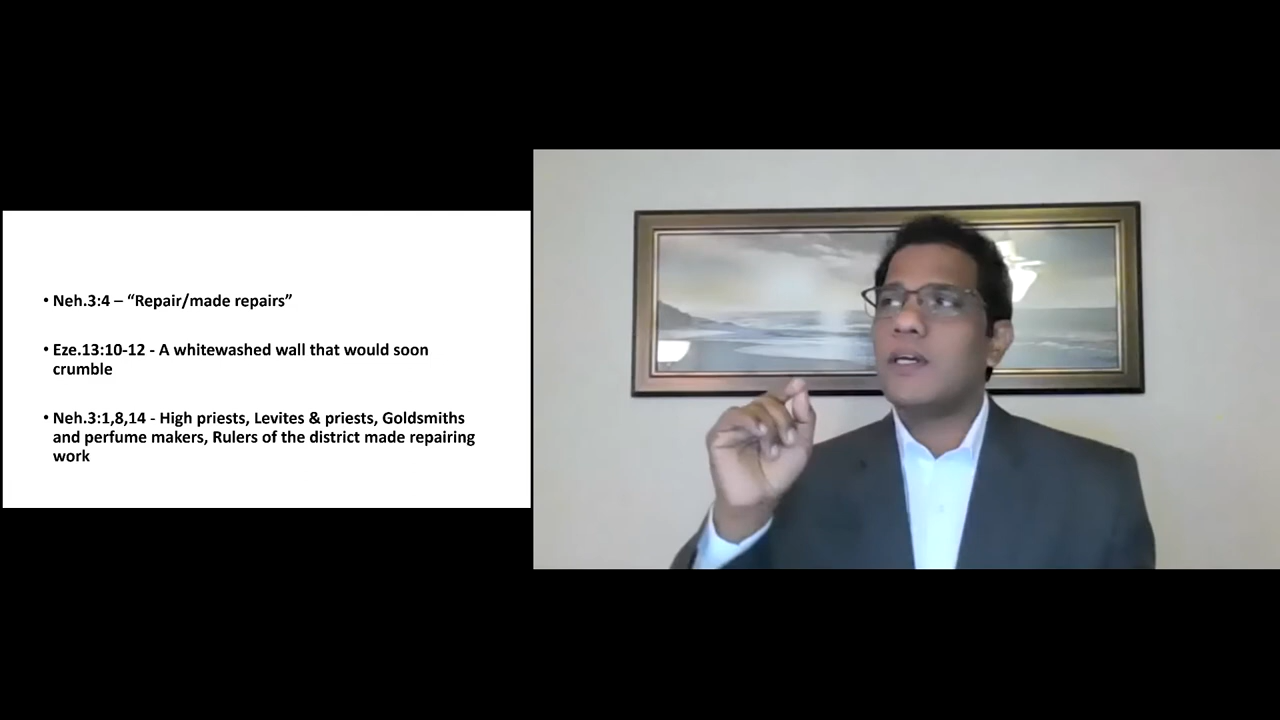 • Neh.3:4 – “Repair/made repairs”
• Eze.13:10-12 - A whitewashed wall that would soon
crumble
• Neh.3:1,8,14 - High priests, Levites & priests, Goldsmiths
and perfume makers, Rulers of the district made repairing
work